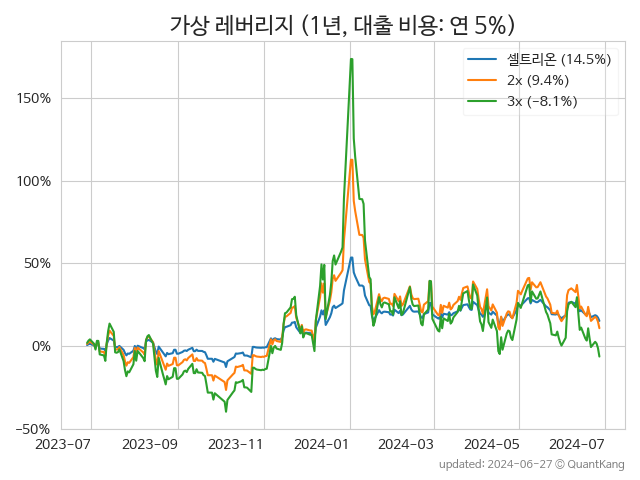 가상 레버리지 (1년, 대출 비용: 연 5%)
셀트리온 (14.5%)
2x (9.4%)
3x (−8.1%)
150%
100%
50%
0%
−50%
2023-07 2023-09 2023-11 2024-01 2024-03 2024-05 2024-07
updated: 2024-06-27 © QuantKang